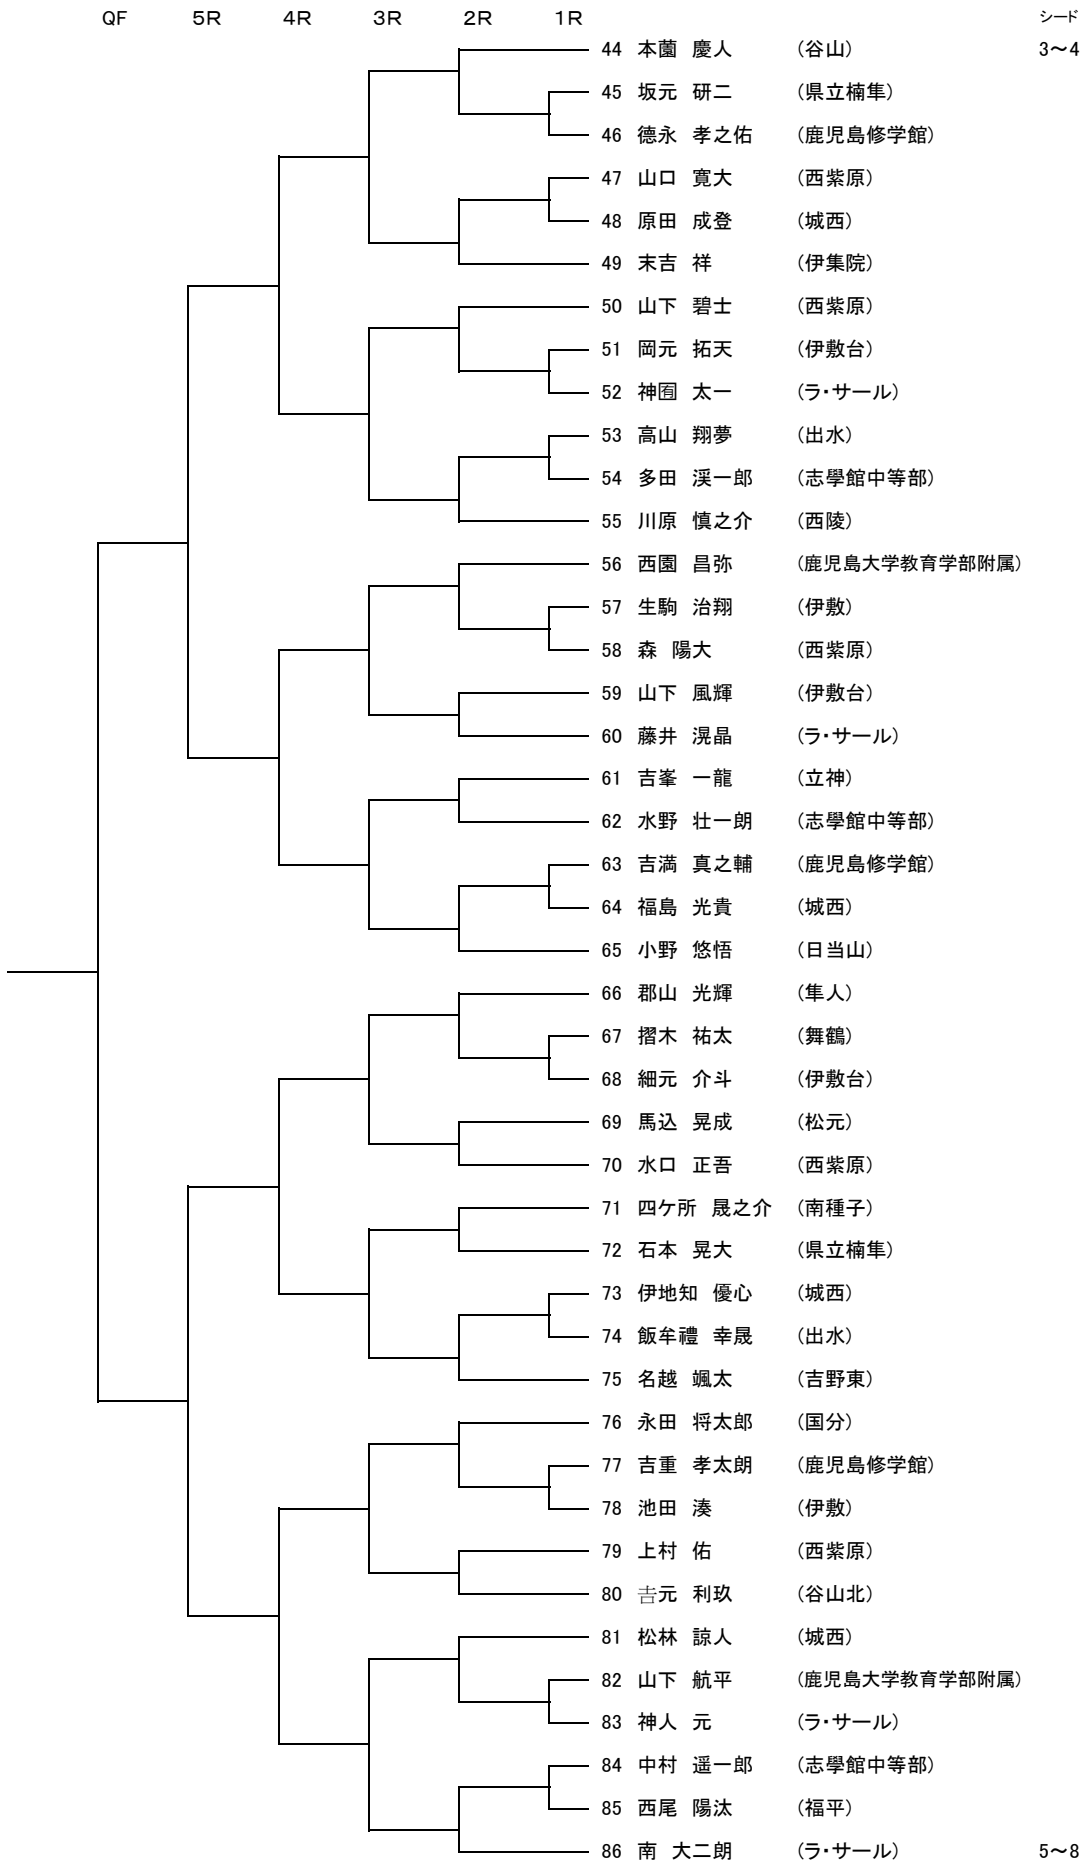 QF 5R 4R 3R 2R 1R シード
44 本薗 慶人 (谷山) 3～4
45 坂元 研二 (県立楠隼)
46 德永 孝之佑 (鹿児島修学館)
47 山口 寛大 (西紫原)
48 原田 成登 (城西)
49 末吉 祥 (伊集院)
50 山下 碧士 (西紫原)
51 岡元 拓天 (伊敷台)
52 神囿 太一 (ラ・サール)
53 高山 翔夢 (出水)
54 多田 渓一郎 (志學館中等部)
55 川原 慎之介 (西陵)
56 西園 昌弥 (鹿児島大学教育学部附属)
57 生駒 治翔 (伊敷)
58 森 陽大 (西紫原)
59 山下 風輝 (伊敷台)
60 藤井 滉晶 (ラ・サール)
61 吉峯 一龍 (立神)
62 水野 壮一朗 (志學館中等部)
63 吉満 真之輔 (鹿児島修学館)
64 福島 光貴 (城西)
65 小野 悠悟 (日当山)
66 郡山 光輝 (隼人)
67 摺木 祐太 (舞鶴)
68 細元 介斗 (伊敷台)
69 馬込 晃成 (松元)
70 水口 正吾 (西紫原)
71 四ケ所 晟之介 (南種子)
72 石本 晃大 (県立楠隼)
73 伊地知 優心 (城西)
74 飯牟禮 幸晟 (出水)
75 名越 颯太 (吉野東)
76 永田 将太郎 (国分)
77 吉重 孝太朗 (鹿児島修学館)
78 池田 湊 (伊敷)
79 上村 佑 (西紫原)
80 𠮷元 利玖 (谷山北)
81 松林 諒人 (城西)
82 山下 航平 (鹿児島大学教育学部附属)
83 神人 元 (ラ・サール)
84 中村 遥一郎 (志學館中等部)
85 西尾 陽汰 (福平)
86 南 大二朗 (ラ・サール) 5～8